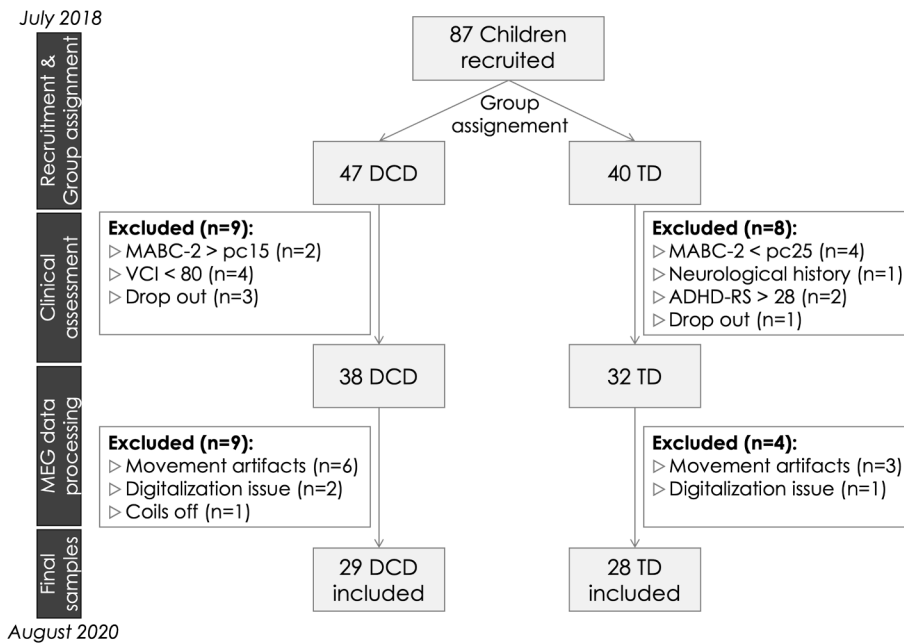 July 2018
Recruitment &
Group assignment
87 Children
recruited
Group
assignement
47 DCD
40 TD
Clinical
assessment
Excluded (n=9):
▷ MABC-2 > pc15 (n=2)
▷ VCI < 80 (n=4)
▷ Drop out (n=3)
Excluded (n=8):
▷ MABC-2 < pc25 (n=4)
▷ Neurological history (n=1)
▷ ADHD-RS > 28 (n=2)
▷ Drop out (n=1)
38 DCD
32 TD
MEG data
processing
Excluded (n=9):
▷ Movement artifacts (n=6)
▷ Digitalization issue (n=2)
▷ Coils off (n=1)
Excluded (n=4):
▷ Movement artifacts (n=3)
▷ Digitalization issue (n=1)
Final
samples
29 DCD
included
28 TD
included
August 2020